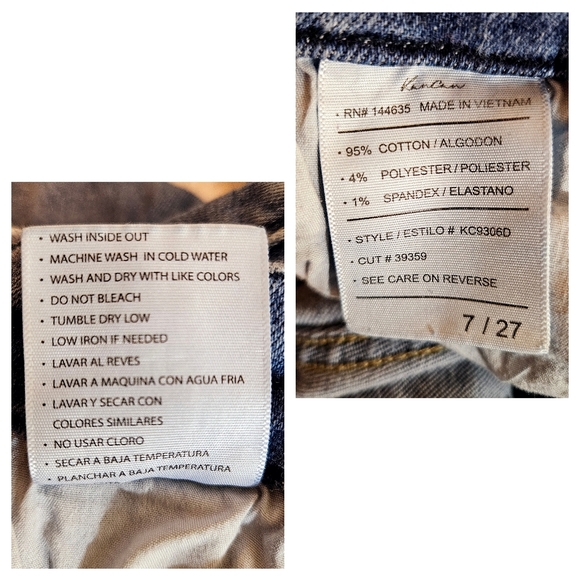 • WASH INSIDE OUT
• MACHINE WASH IN COLD WATER
• WASH AND DRY WITH LIKE COLORS
• DO NOT BLEACH
• TUMBLE DRY LOW
• LOW IRON IF NEEDED
• LAVAR AL REVES
• LAVAR A MAQUINA CON AGUA FRIA
• LAVAR Y SECAR CON
COLORES SIMILARES
• NO USAR CLORO
• SECAR A BAJA TEMPERATURA
• PLANCHAR A BAJA TEMPERATURA
KanCan
• RN# 144635 MADE IN VIETNAM
• 95% COTTON / ALGODON
• 4% POLYESTER / POLIESTER
• 1% SPANDEX / ELASTANO
• STYLE / ESTILO # KC9306D
• CUT # 39359
• SEE CARE ON REVERSE
7 / 27